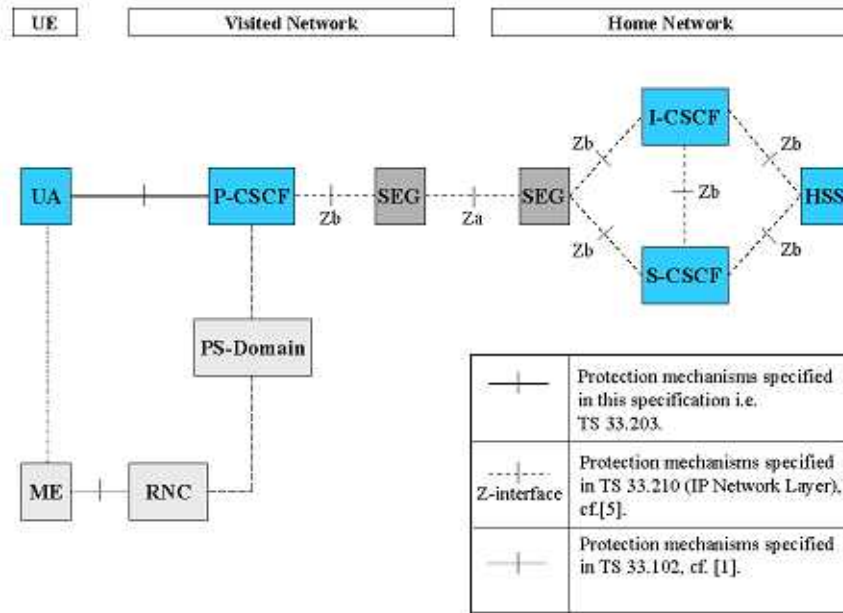 UE
Visited Network
Home Network
I-CSCF
Zb
Zb
UA
P-CSCF
SEG
SEG
Zb
HSS
Zb
Za
Zb
Zb
S-CSCF
PS-Domain
Protection mechanisms specified
in this specification i.e.
TS 33.203.
ME
RNC
Z-interface
Protection mechanisms specified
in TS 33.210 (IP Network Layer),
cf.[5].
Protection mechanisms specified
in TS 33.102, cf. [1].